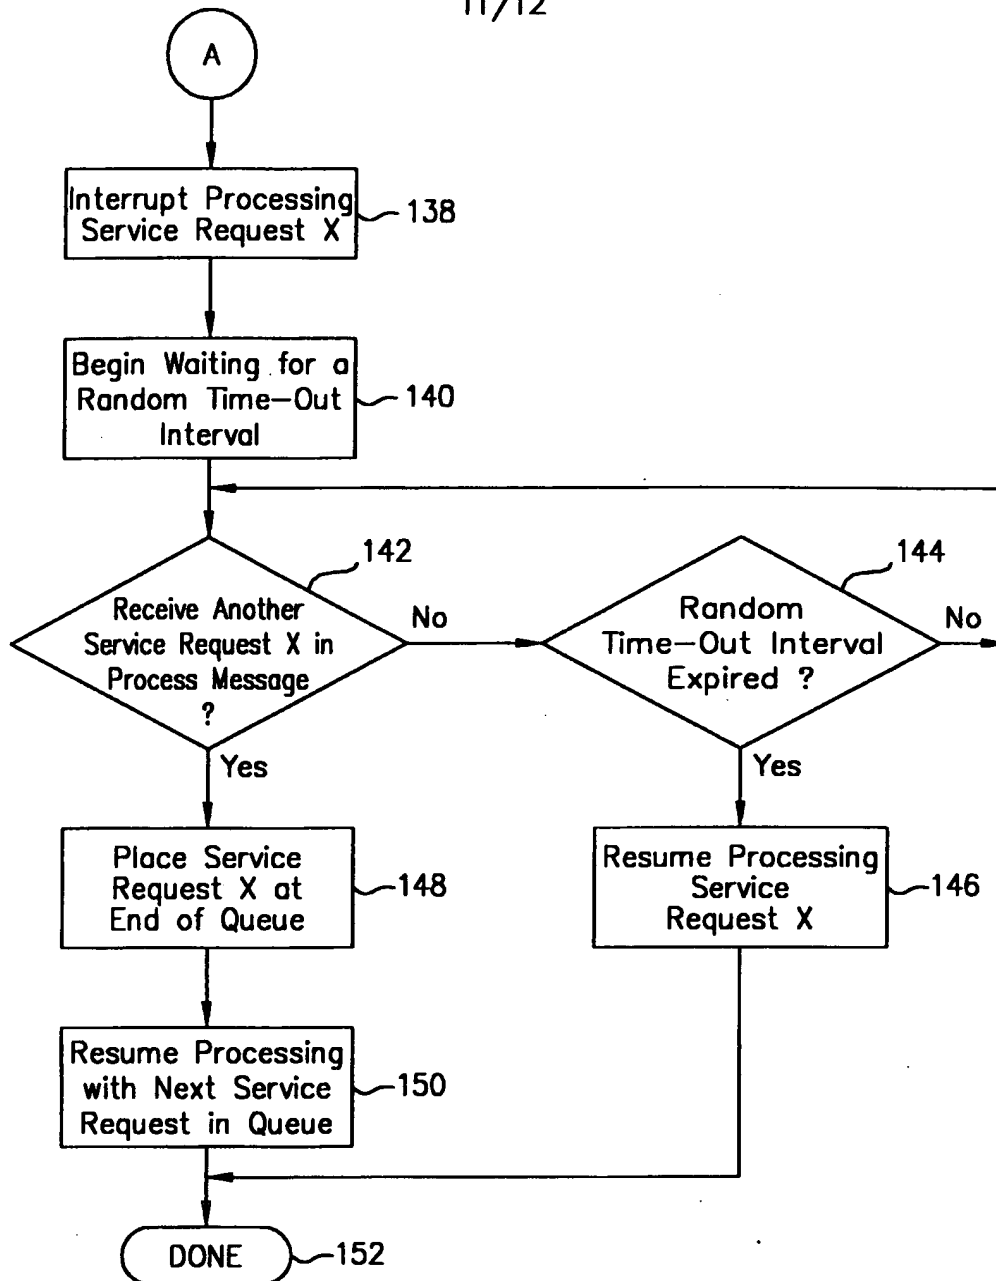 11/12
A
Interrupt Processing
Service Request X
138
Begin Waiting for a
Random Time-Out
Interval
140
142
Receive Another
Service Request X in
Process Message
?
No
144
Random
Time-Out Interval
Expired ?
No
Yes
Yes
Place Service
Request X at
End of Queue
148
Resume Processing
Service
Request X
146
Resume Processing
with Next Service
Request in Queue
150
DONE
152